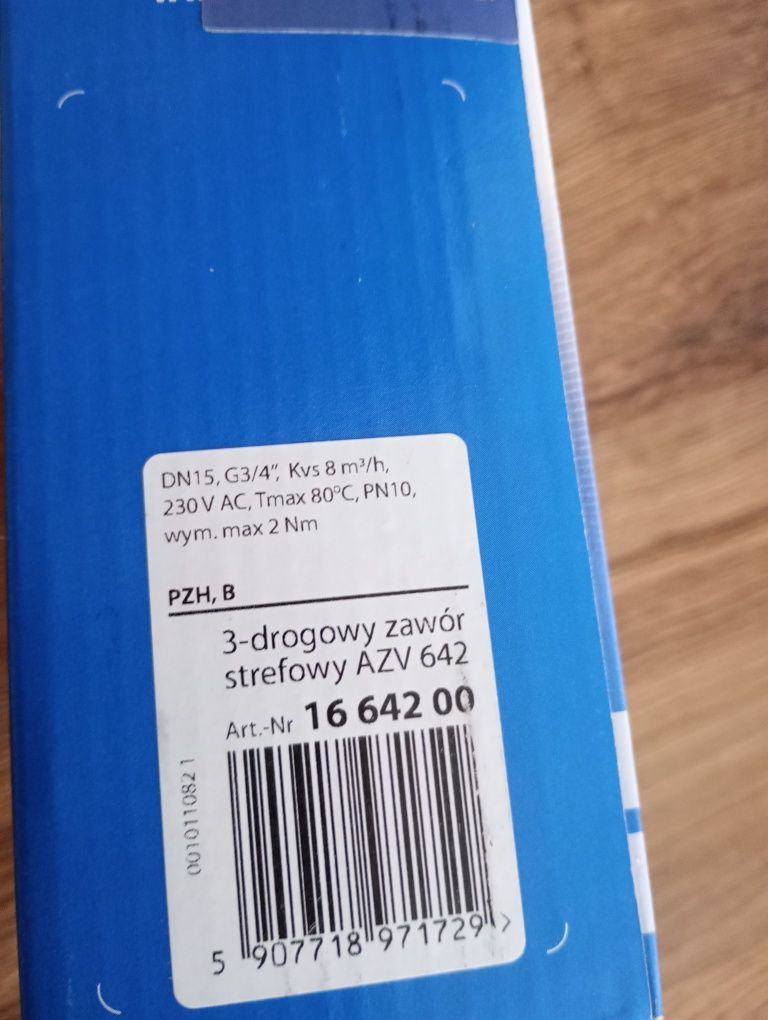 DN15, G3/4", Kvs 8 m³/h,
230 V AC, Tmax 80°C, PN10,
wym. max 2 Nm
PZH, B
3-drogowy zawór
strefowy AZV 642
Art.-Nr 16 642 00
0010110821
5 907718 971729 >